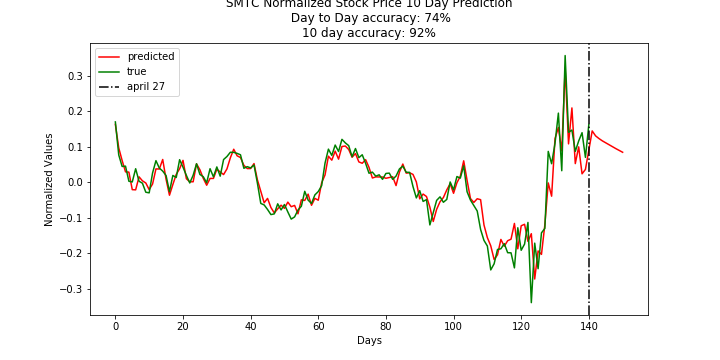 SMTC Normalized Stock Price 10 Day Prediction
Day to Day accuracy: 74%
10 day accuracy: 92%
predicted
true
april 27
Normalized Values
0.3
0.2
0.1
0.0
−0.1
−0.2
−0.3
0 20 40 60 80 100 120 140
Days